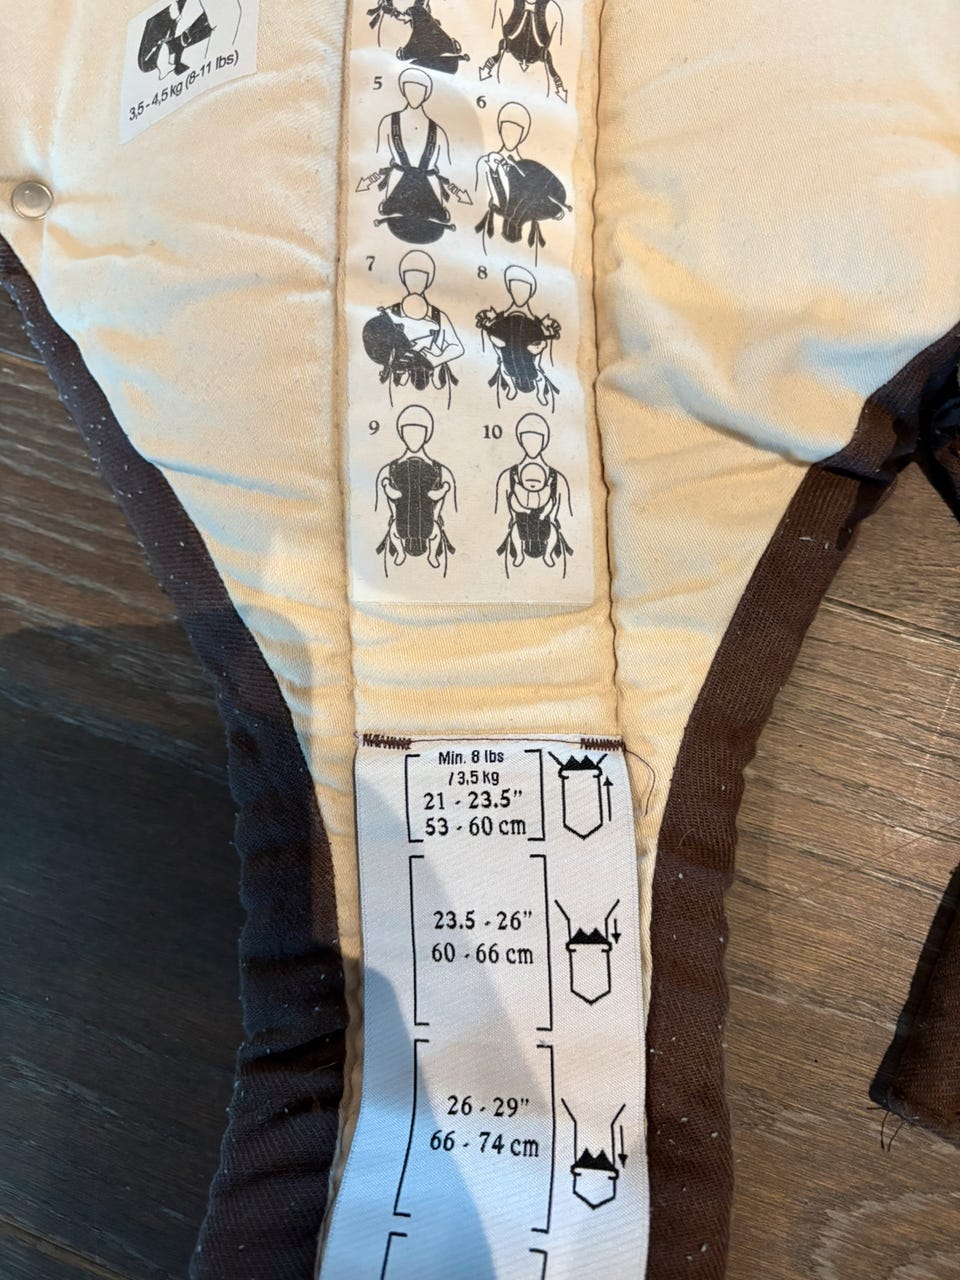 3,5-4,5 kg (8-11 lbs)
5
6
7
8
9
10
Min. 8 lbs
/3,5 kg
21 - 23.5"
53 - 60 cm
23.5 - 26"
60 - 66 cm
26 - 29"
66 - 74 cm